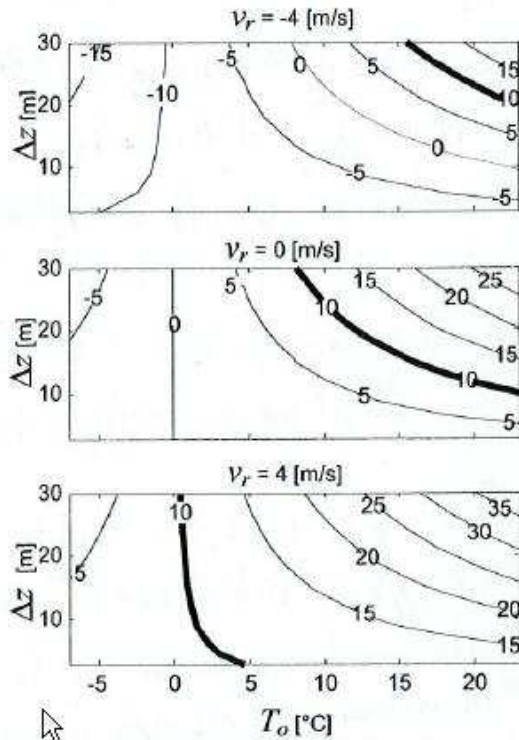 v_r = -4 [m/s]
30 -15 -5 0 5 15
20 -10 10
Δz [m] 5
10 0
-5 -5
v_r = 0 [m/s]
30 5 15 25
-5 20
20 0 10
Δz [m] 15
10 10
5 5
v_r = 4 [m/s]
30 10 25 35
30
20
5 20
Δz [m] 15
10 20
15
-5 0 5 10 15 20
T_o [°C]